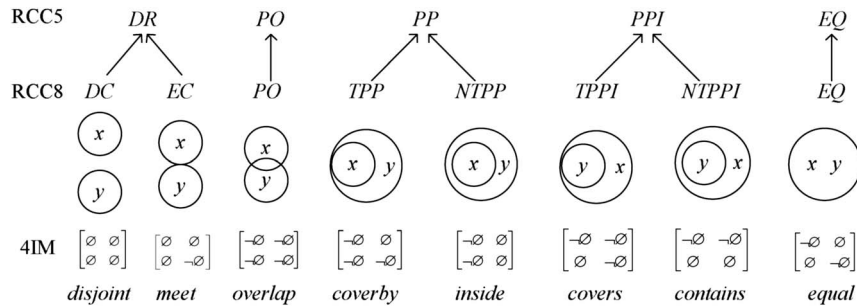 RCC5 DR PO PP PPI EQ
RCC8 DC EC PO TPP NTPP TPPI NTPPI EQ
x x x
x y x y y x y x x y
y y y
∅ ∅ ∅ ∅ ¬∅ ¬∅ ¬∅ ∅ ¬∅ ∅ ¬∅ ¬∅ ¬∅ ¬∅ ¬∅ ∅
4IM
∅ ∅ ∅ ¬∅ ¬∅ ¬∅ ¬∅ ¬∅ ¬∅ ∅ ∅ ¬∅ ∅ ∅ ∅ ¬∅
disjoint meet overlap coverby inside covers contains equal